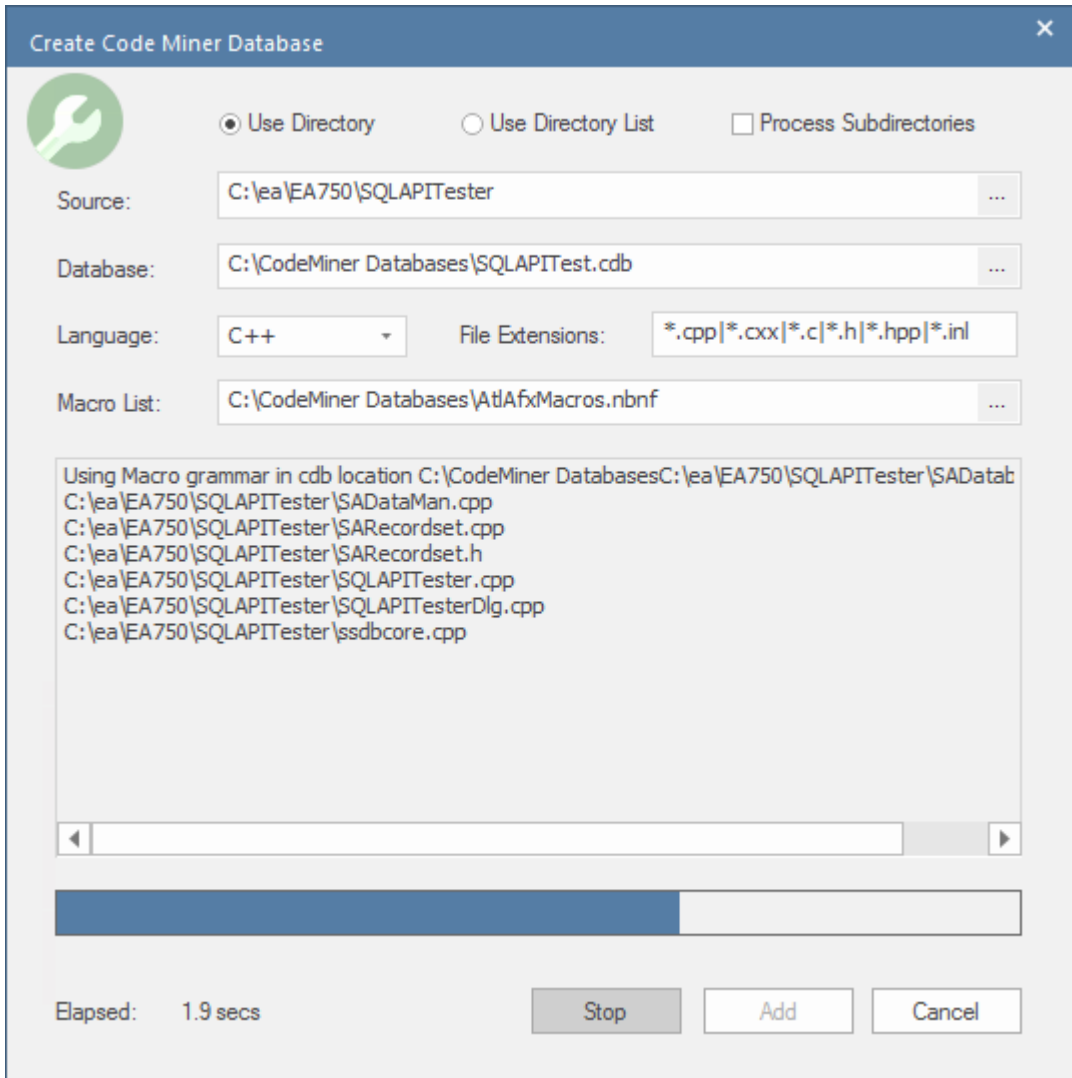 Create Code Miner Database
Use Directory Use Directory List Process Subdirectories
Source: C:\ea\EA750\SQLAPITester ...
Database: C:\CodeMiner Databases\SQLAPITest.cdb ...
Language: C++ File Extensions: *.cpp|*.cxx|*.c|*.h|*.hpp|*.inl
Macro List: C:\CodeMiner Databases\AtlAfxMacros.nbnf ...
Using Macro grammar in cdb location C:\CodeMiner DatabasesC:\ea\EA750\SQLAPITester\SADatab
C:\ea\EA750\SQLAPITester\SADataMan.cpp
C:\ea\EA750\SQLAPITester\SARecordset.cpp
C:\ea\EA750\SQLAPITester\SARecordset.h
C:\ea\EA750\SQLAPITester\SQLAPITester.cpp
C:\ea\EA750\SQLAPITester\SQLAPITesterDlg.cpp
C:\ea\EA750\SQLAPITester\ssdbcore.cpp
Elapsed: 1.9 secs Stop Add Cancel